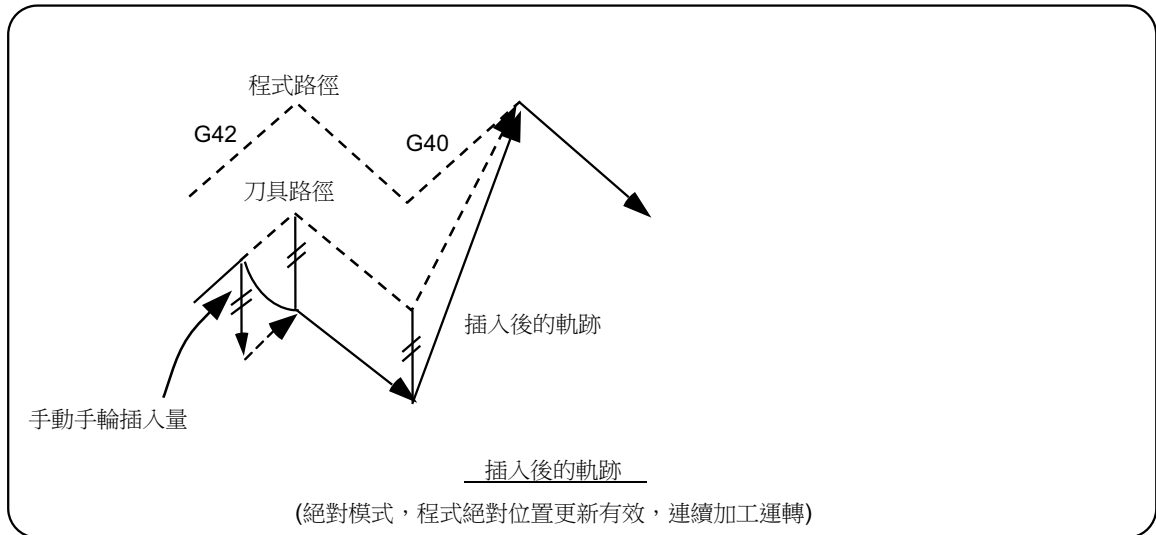 程式路徑
G42
G40
刀具路徑
插入後的軌跡
手動手輪插入量
插入後的軌跡
(絕對模式，程式絕對位置更新有效，連續加工運轉)